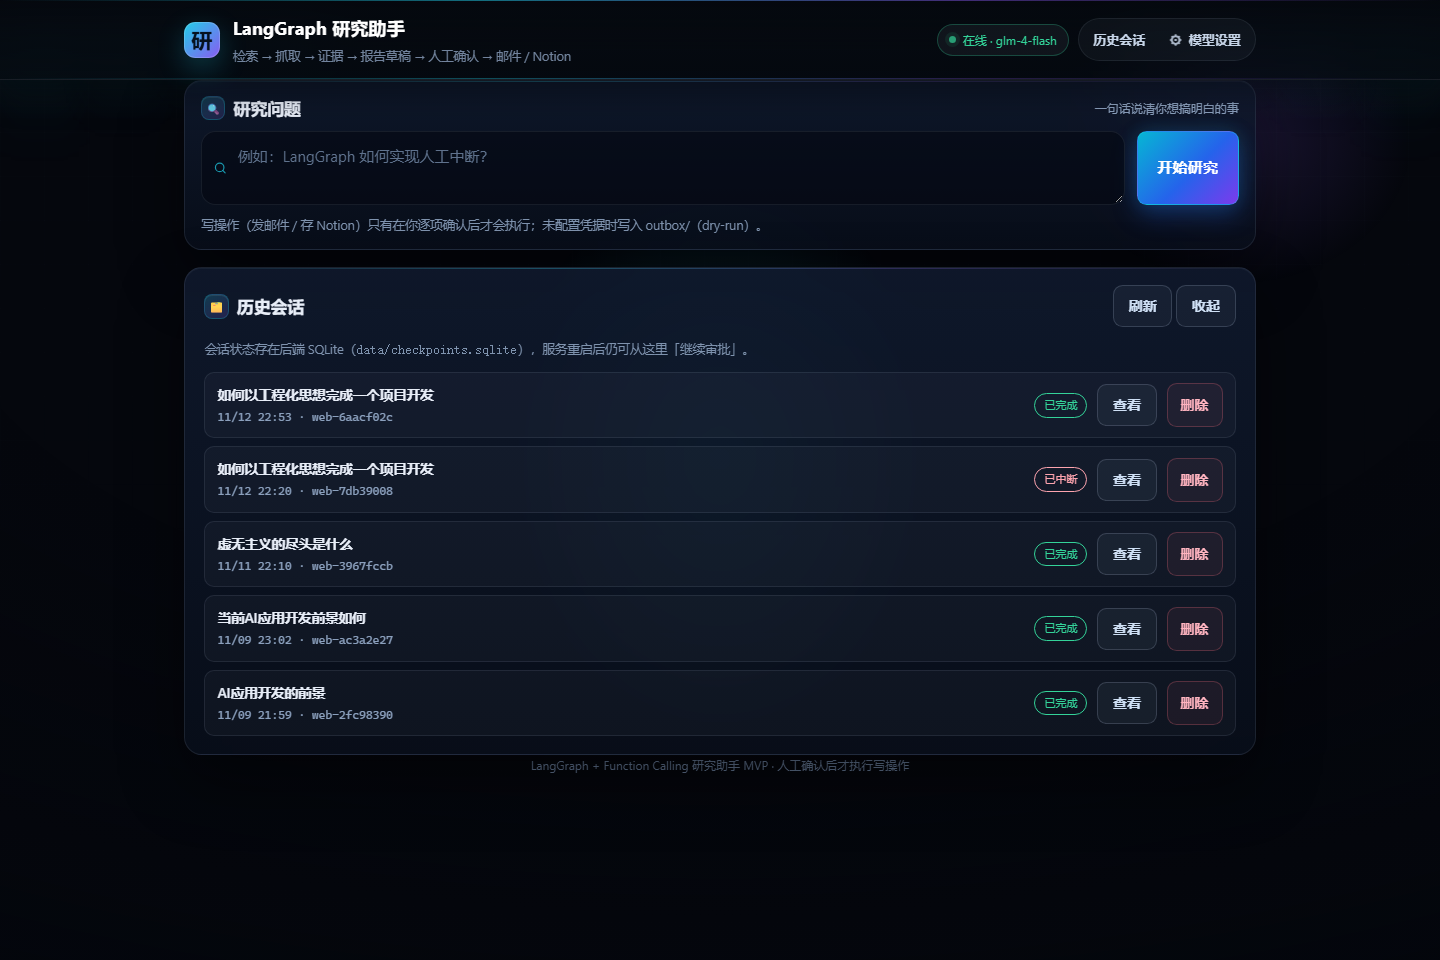 研
LangGraph 研究助手
检索 → 抓取 → 证据 → 报告草稿 → 人工确认 → 邮件 / Notion
在线 · glm-4-flash
历史会话
模型设置
研究问题
一句话说清你想搞明白的事
例如：LangGraph 如何实现人工中断？
开始研究
写操作（发邮件 / 存 Notion）只有在你逐项确认后才会执行；未配置凭据时写入 outbox/（dry-run）。
历史会话
刷新
收起
会话状态存在后端 SQLite（data/checkpoints.sqlite），服务重启后仍可从这里「继续审批」。
如何以工程化思想完成一个项目开发
11/12 22:53 · web-6aacf02c
已完成
查看
删除
如何以工程化思想完成一个项目开发
11/12 22:20 · web-7db39008
已中断
查看
删除
虚无主义的尽头是什么
11/11 22:10 · web-3967fccb
已完成
查看
删除
当前AI应用开发前景如何
11/09 23:02 · web-ac3a2e27
已完成
查看
删除
AI应用开发的前景
11/09 21:59 · web-2fc98390
已完成
查看
删除
LangGraph + Function Calling 研究助手 MVP · 人工确认后才执行写操作